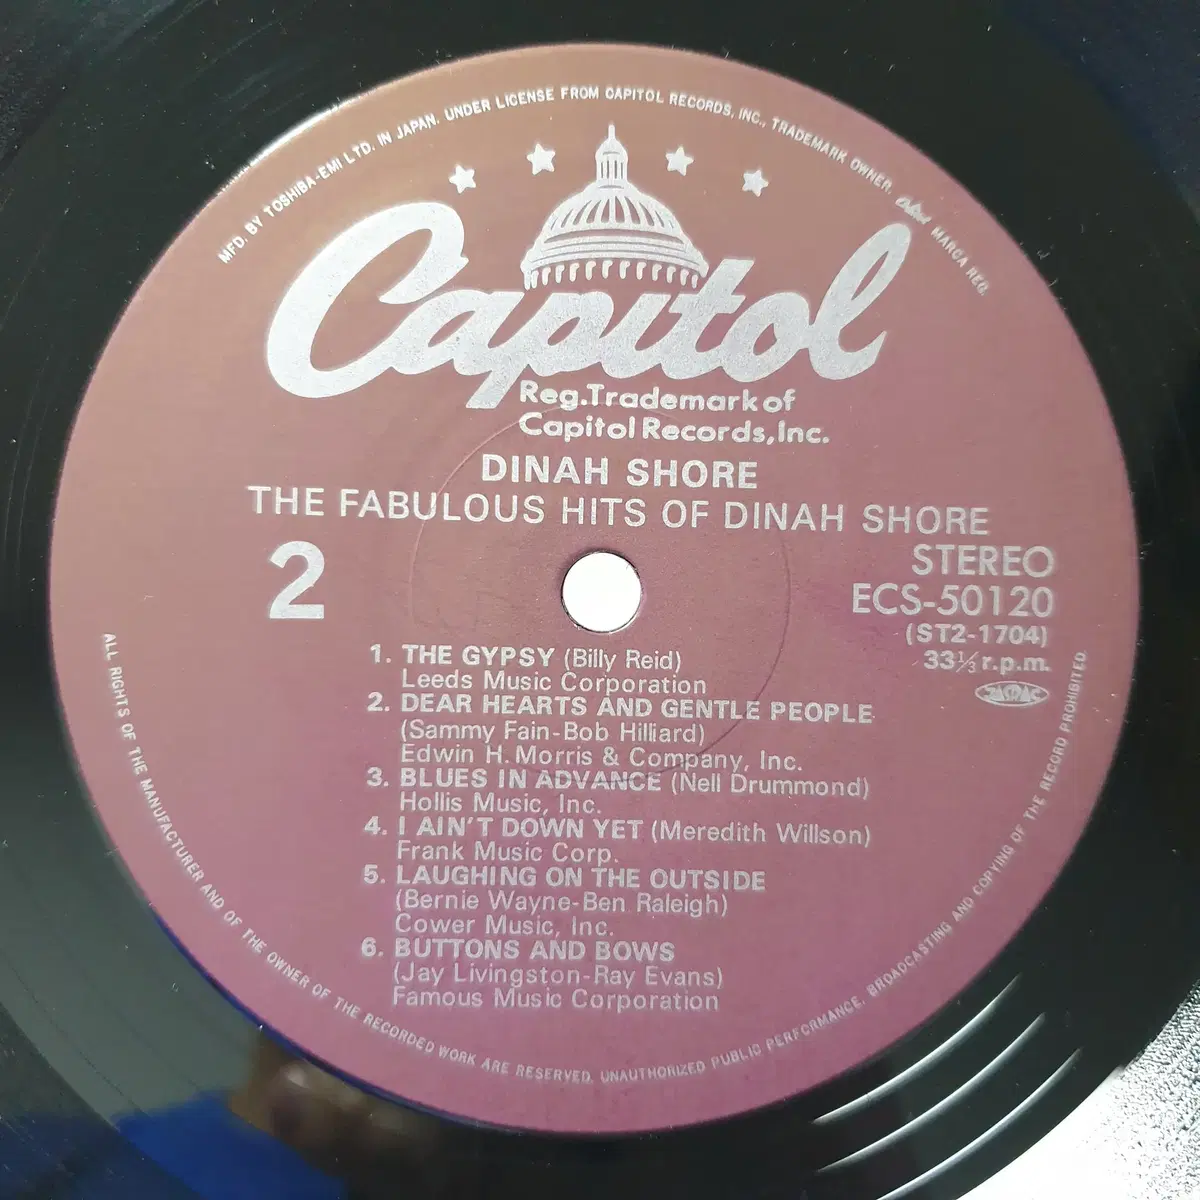 MFD. BY TOSHIBA-EMI LTD. IN JAPAN. UNDER LICENSE FROM CAPITOL RECORDS, INC., TRADEMARK OWNER. Capitol MARCA REG.
Capitol
Reg.Trademark of
Capitol Records,Inc.
DINAH SHORE
THE FABULOUS HITS OF DINAH SHORE
STEREO
2
ECS-50120
(ST2-1704)
33⅓ r.p.m.
1. THE GYPSY (Billy Reid)
Leeds Music Corporation
2. DEAR HEARTS AND GENTLE PEOPLE
(Sammy Fain-Bob Hilliard)
Edwin H. Morris & Company, Inc.
3. BLUES IN ADVANCE (Nell Drummond)
Hollis Music, Inc.
4. I AIN'T DOWN YET (Meredith Willson)
Frank Music Corp.
5. LAUGHING ON THE OUTSIDE
(Bernie Wayne-Ben Raleigh)
Cower Music, Inc.
6. BUTTONS AND BOWS
(Jay Livingston-Ray Evans)
Famous Music Corporation
ALL RIGHTS OF THE MANUFACTURER AND OF THE OWNER OF THE RECORDED WORK ARE RESERVED. UNAUTHORIZED PUBLIC PERFORMANCE, BROADCASTING AND COPYING OF THE RECORD PROHIBITED.